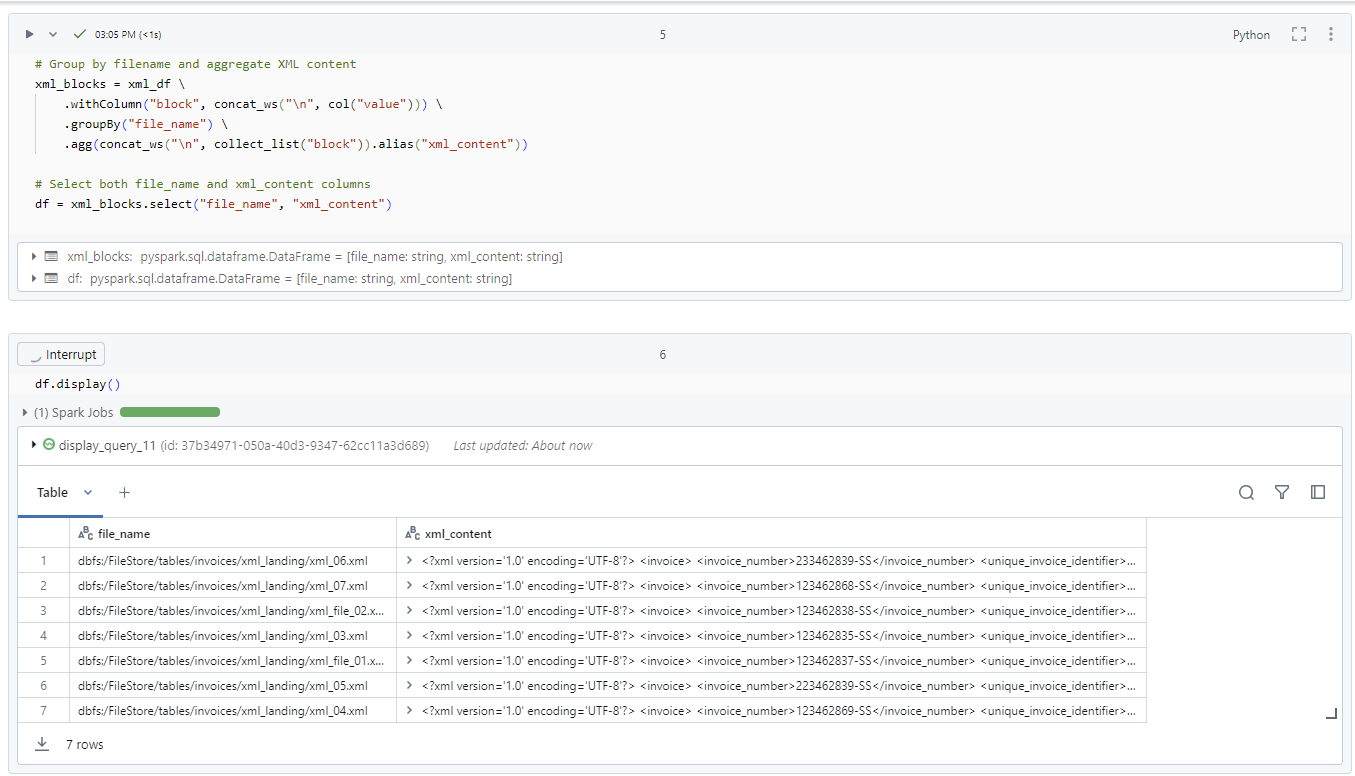 03:05 PM (<1s)
5
Python
# Group by filename and aggregate XML content
xml_blocks = xml_df \
.withColumn("block", concat_ws("\n", col("value"))) \
.groupBy("file_name") \
.agg(concat_ws("\n", collect_list("block")).alias("xml_content"))
# Select both file_name and xml_content columns
df = xml_blocks.select("file_name", "xml_content")
xml_blocks: pyspark.sql.dataframe.DataFrame = [file_name: string, xml_content: string]
df: pyspark.sql.dataframe.DataFrame = [file_name: string, xml_content: string]
Interrupt
6
df.display()
(1) Spark Jobs
display_query_11 (id: 37b34971-050a-40d3-9347-62cc11a3d689) Last updated: About now
Table
file_name xml_content
1 dbfs:/FileStore/tables/invoices/xml_landing/xml_06.xml <?xml version='1.0' encoding='UTF-8'?> <invoice> <invoice_number>233462839-SS</invoice_number> <unique_invoice_identifier>...
2 dbfs:/FileStore/tables/invoices/xml_landing/xml_07.xml <?xml version='1.0' encoding='UTF-8'?> <invoice> <invoice_number>123462868-SS</invoice_number> <unique_invoice_identifier>...
3 dbfs:/FileStore/tables/invoices/xml_landing/xml_file_02.x... <?xml version='1.0' encoding='UTF-8'?> <invoice> <invoice_number>123462838-SS</invoice_number> <unique_invoice_identifier>...
4 dbfs:/FileStore/tables/invoices/xml_landing/xml_03.xml <?xml version='1.0' encoding='UTF-8'?> <invoice> <invoice_number>123462835-SS</invoice_number> <unique_invoice_identifier>...
5 dbfs:/FileStore/tables/invoices/xml_landing/xml_file_01.x... <?xml version='1.0' encoding='UTF-8'?> <invoice> <invoice_number>123462837-SS</invoice_number> <unique_invoice_identifier>...
6 dbfs:/FileStore/tables/invoices/xml_landing/xml_05.xml <?xml version='1.0' encoding='UTF-8'?> <invoice> <invoice_number>223462839-SS</invoice_number> <unique_invoice_identifier>...
7 dbfs:/FileStore/tables/invoices/xml_landing/xml_04.xml <?xml version='1.0' encoding='UTF-8'?> <invoice> <invoice_number>123462869-SS</invoice_number> <unique_invoice_identifier>...
7 rows